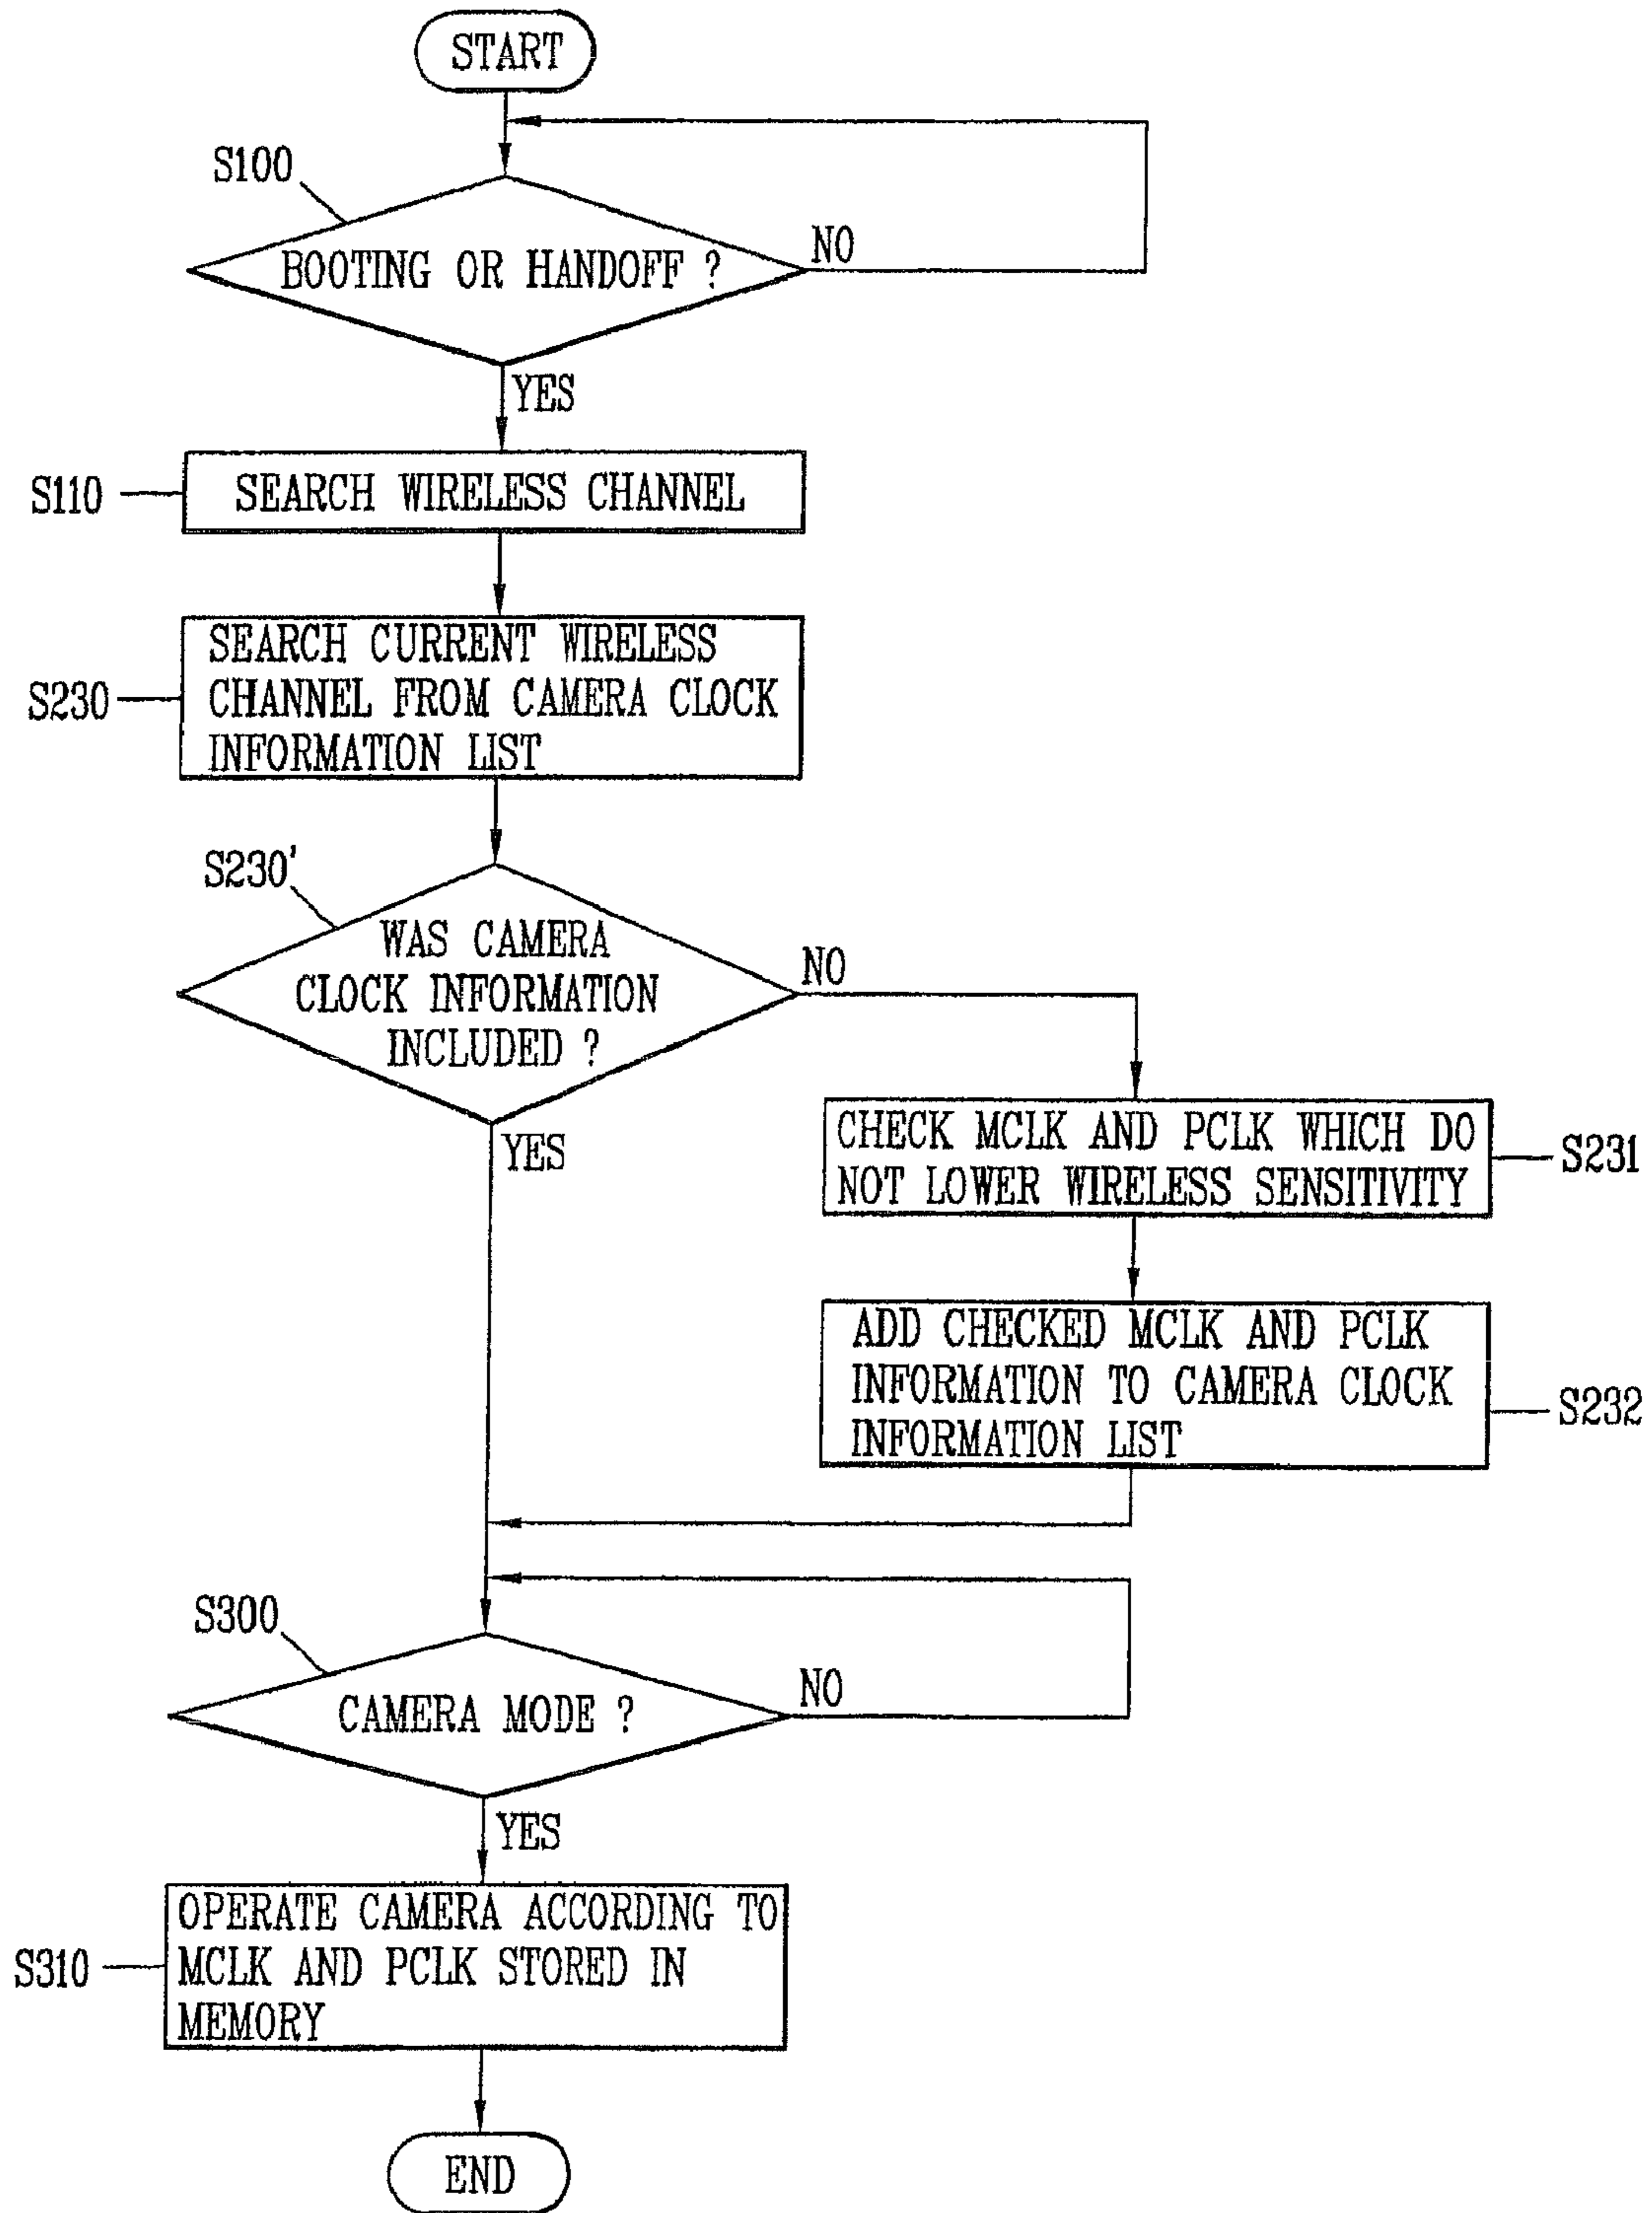 START
S100
BOOTING OR HANDOFF ?
NO
YES
S110
SEARCH WIRELESS CHANNEL
S230
SEARCH CURRENT WIRELESS
CHANNEL FROM CAMERA CLOCK
INFORMATION LIST
S230'
WAS CAMERA
CLOCK INFORMATION
INCLUDED ?
NO
YES
CHECK MCLK AND PCLK WHICH DO
NOT LOWER WIRELESS SENSITIVITY
S231
ADD CHECKED MCLK AND PCLK
INFORMATION TO CAMERA CLOCK
INFORMATION LIST
S232
S300
CAMERA MODE ?
NO
YES
S310
OPERATE CAMERA ACCORDING TO
MCLK AND PCLK STORED IN
MEMORY
END